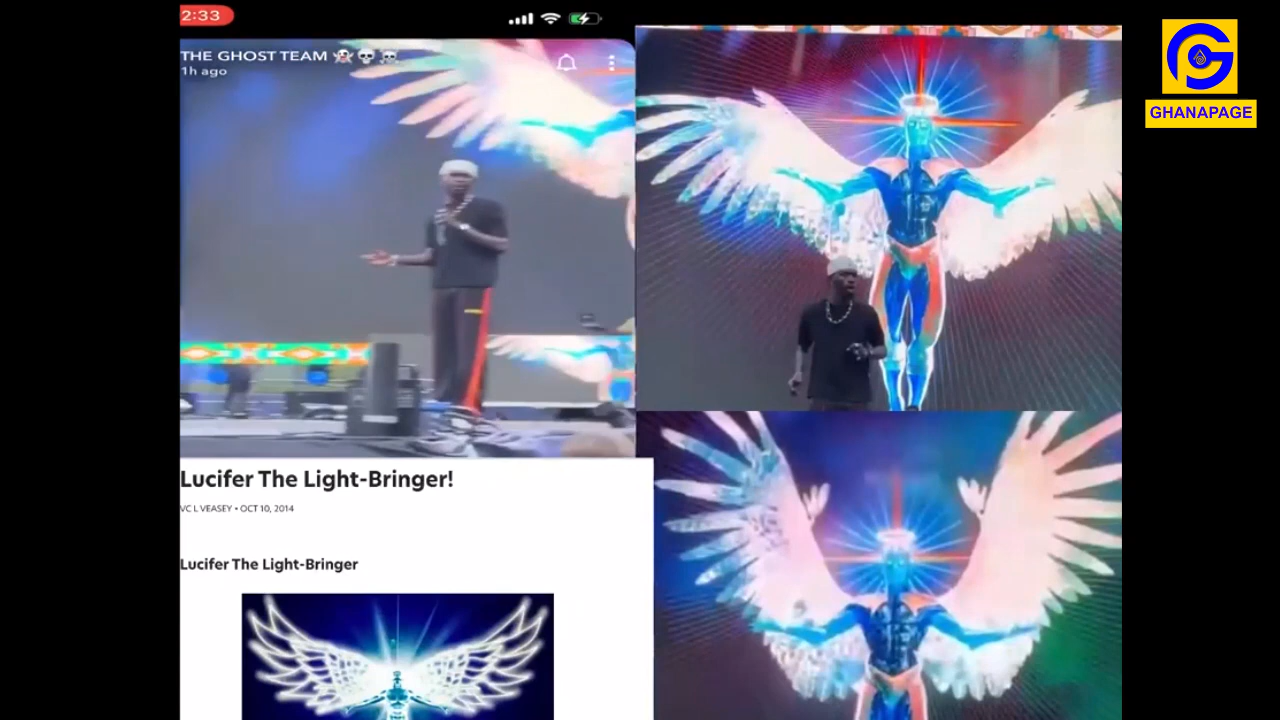 2:33
THE GHOST TEAM 👻💀☠️
1h ago
GHANAPAGE
Lucifer The Light-Bringer!
VC L VEASEY • OCT 10, 2014
Lucifer The Light-Bringer